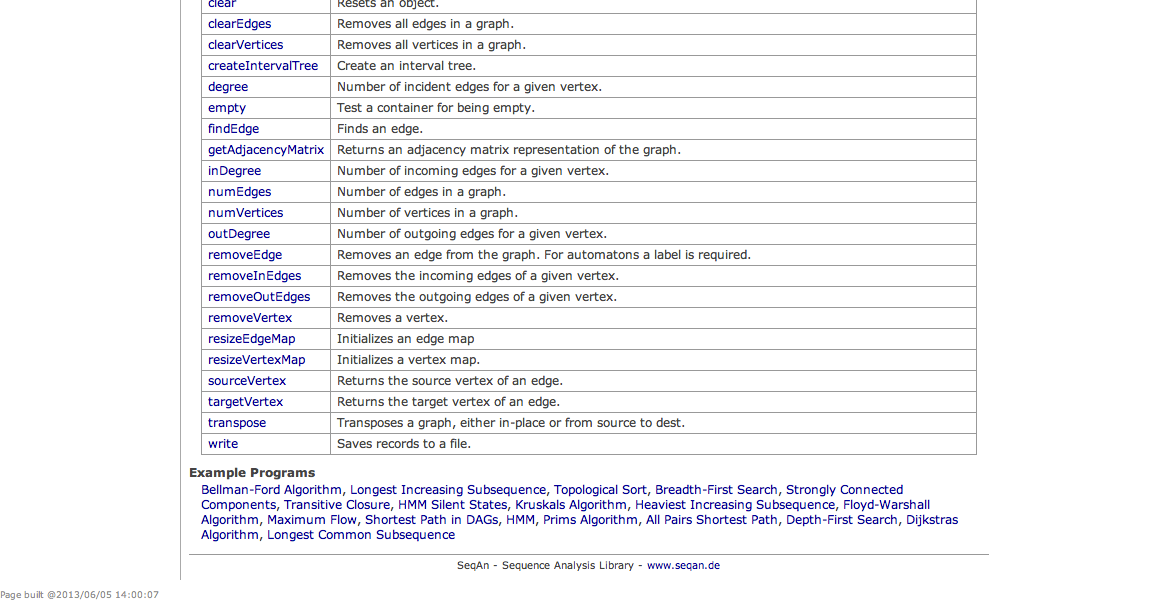 clear Resets an object.
clearEdges Removes all edges in a graph.
clearVertices Removes all vertices in a graph.
createIntervalTree Create an interval tree.
degree Number of incident edges for a given vertex.
empty Test a container for being empty.
findEdge Finds an edge.
getAdjacencyMatrix Returns an adjacency matrix representation of the graph.
inDegree Number of incoming edges for a given vertex.
numEdges Number of edges in a graph.
numVertices Number of vertices in a graph.
outDegree Number of outgoing edges for a given vertex.
removeEdge Removes an edge from the graph. For automatons a label is required.
removeInEdges Removes the incoming edges of a given vertex.
removeOutEdges Removes the outgoing edges of a given vertex.
removeVertex Removes a vertex.
resizeEdgeMap Initializes an edge map
resizeVertexMap Initializes a vertex map.
sourceVertex Returns the source vertex of an edge.
targetVertex Returns the target vertex of an edge.
transpose Transposes a graph, either in-place or from source to dest.
write Saves records to a file.
Example Programs
Bellman-Ford Algorithm, Longest Increasing Subsequence, Topological Sort, Breadth-First Search, Strongly Connected
Components, Transitive Closure, HMM Silent States, Kruskals Algorithm, Heaviest Increasing Subsequence, Floyd-Warshall
Algorithm, Maximum Flow, Shortest Path in DAGs, HMM, Prims Algorithm, All Pairs Shortest Path, Depth-First Search, Dijkstras
Algorithm, Longest Common Subsequence
SeqAn - Sequence Analysis Library - www.seqan.de
Page built @2013/06/05 14:00:07